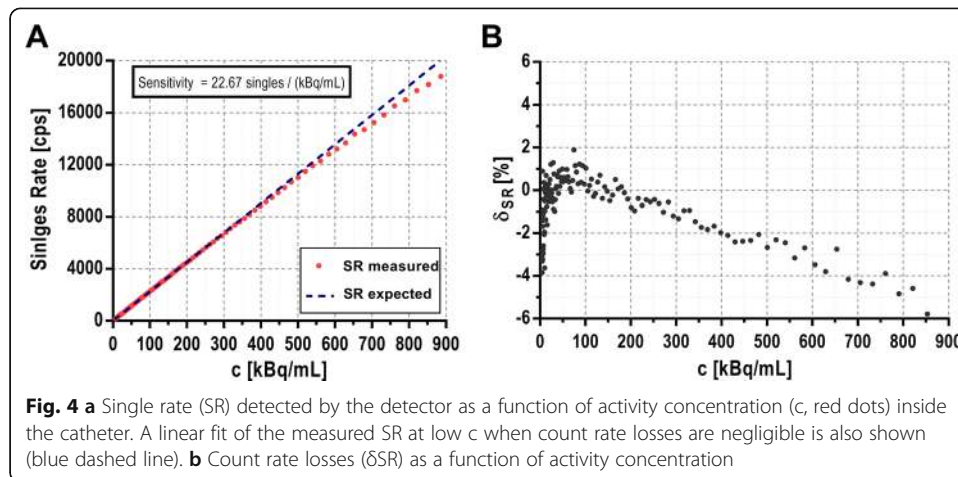 A
Sensitivity = 22.67 singles / (kBq/mL)
20000
16000
12000
8000
4000
0
Sinlges Rate [cps]
SR measured
SR expected
0 100 200 300 400 500 600 700 800 900
c [kBq/mL]
B
6
4
2
0
-2
-4
-6
δSR [%]
0 100 200 300 400 500 600 700 800 900
c [kBq/mL]
Fig. 4 a Single rate (SR) detected by the detector as a function of activity concentration (c, red dots) inside
the catheter. A linear fit of the measured SR at low c when count rate losses are negligible is also shown
(blue dashed line). b Count rate losses (δSR) as a function of activity concentration